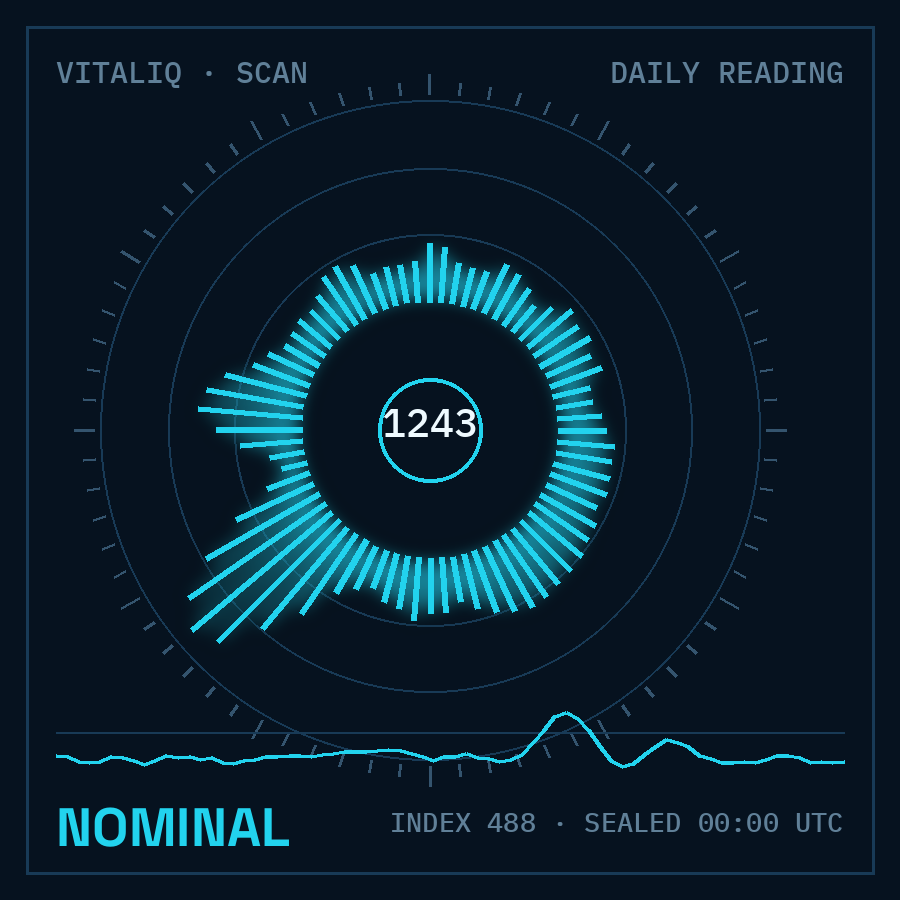 VITALIQ · SCAN
DAILY READING
1243
NOMINAL
INDEX 488 · SEALED 00:00 UTC